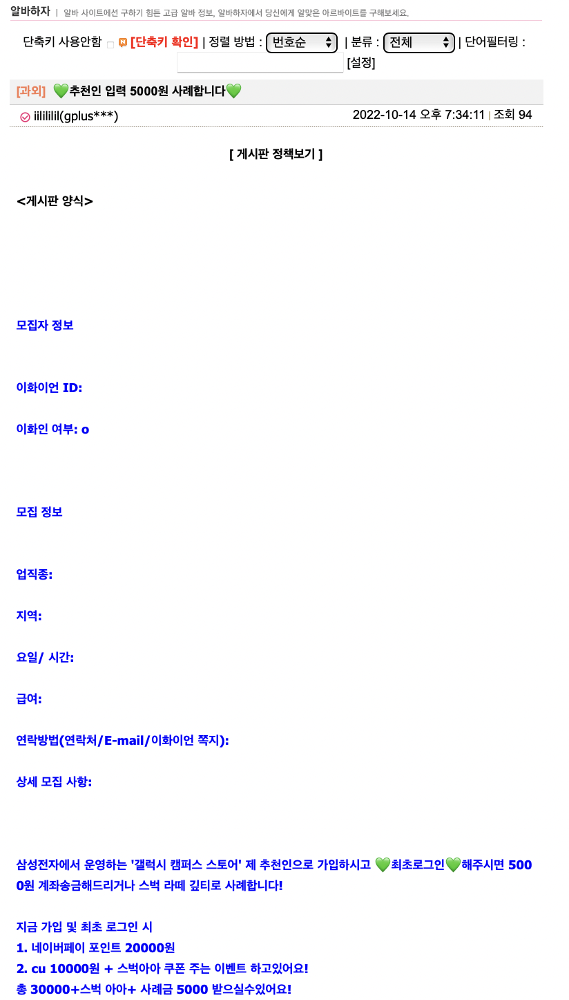 알바하자 | 알바 사이트에선 구하기 힘든 고급 알바 정보, 알바하자에서 당신에게 알맞은 아르바이트를 구해보세요.
단축키 사용안함 [단축키 확인] | 정렬 방법 : 번호순 | 분류 : 전체 | 단어필터링 :
[설정]
[과외] 💚추천인 입력 5000원 사례합니다💚
iilililil(gplus***) 2022-10-14 오후 7:34:11 | 조회 94
[ 게시판 정책보기 ]
<게시판 양식>
모집자 정보
이화이언 ID:
이화인 여부: o
모집 정보
업직종:
지역:
요일/ 시간:
급여:
연락방법(연락처/E-mail/이화이언 쪽지):
상세 모집 사항:
삼성전자에서 운영하는 '갤럭시 캠퍼스 스토어' 제 추천인으로 가입하시고 💚최초로그인💚해주시면 500
0원 계좌송금해드리거나 스벅 라떼 깊티로 사례합니다!
지금 가입 및 최초 로그인 시
1. 네이버페이 포인트 20000원
2. cu 10000원 + 스벅아아 쿠폰 주는 이벤트 하고있어요!
총 30000+스벅 아아+ 사례금 5000 받으실수있어요!